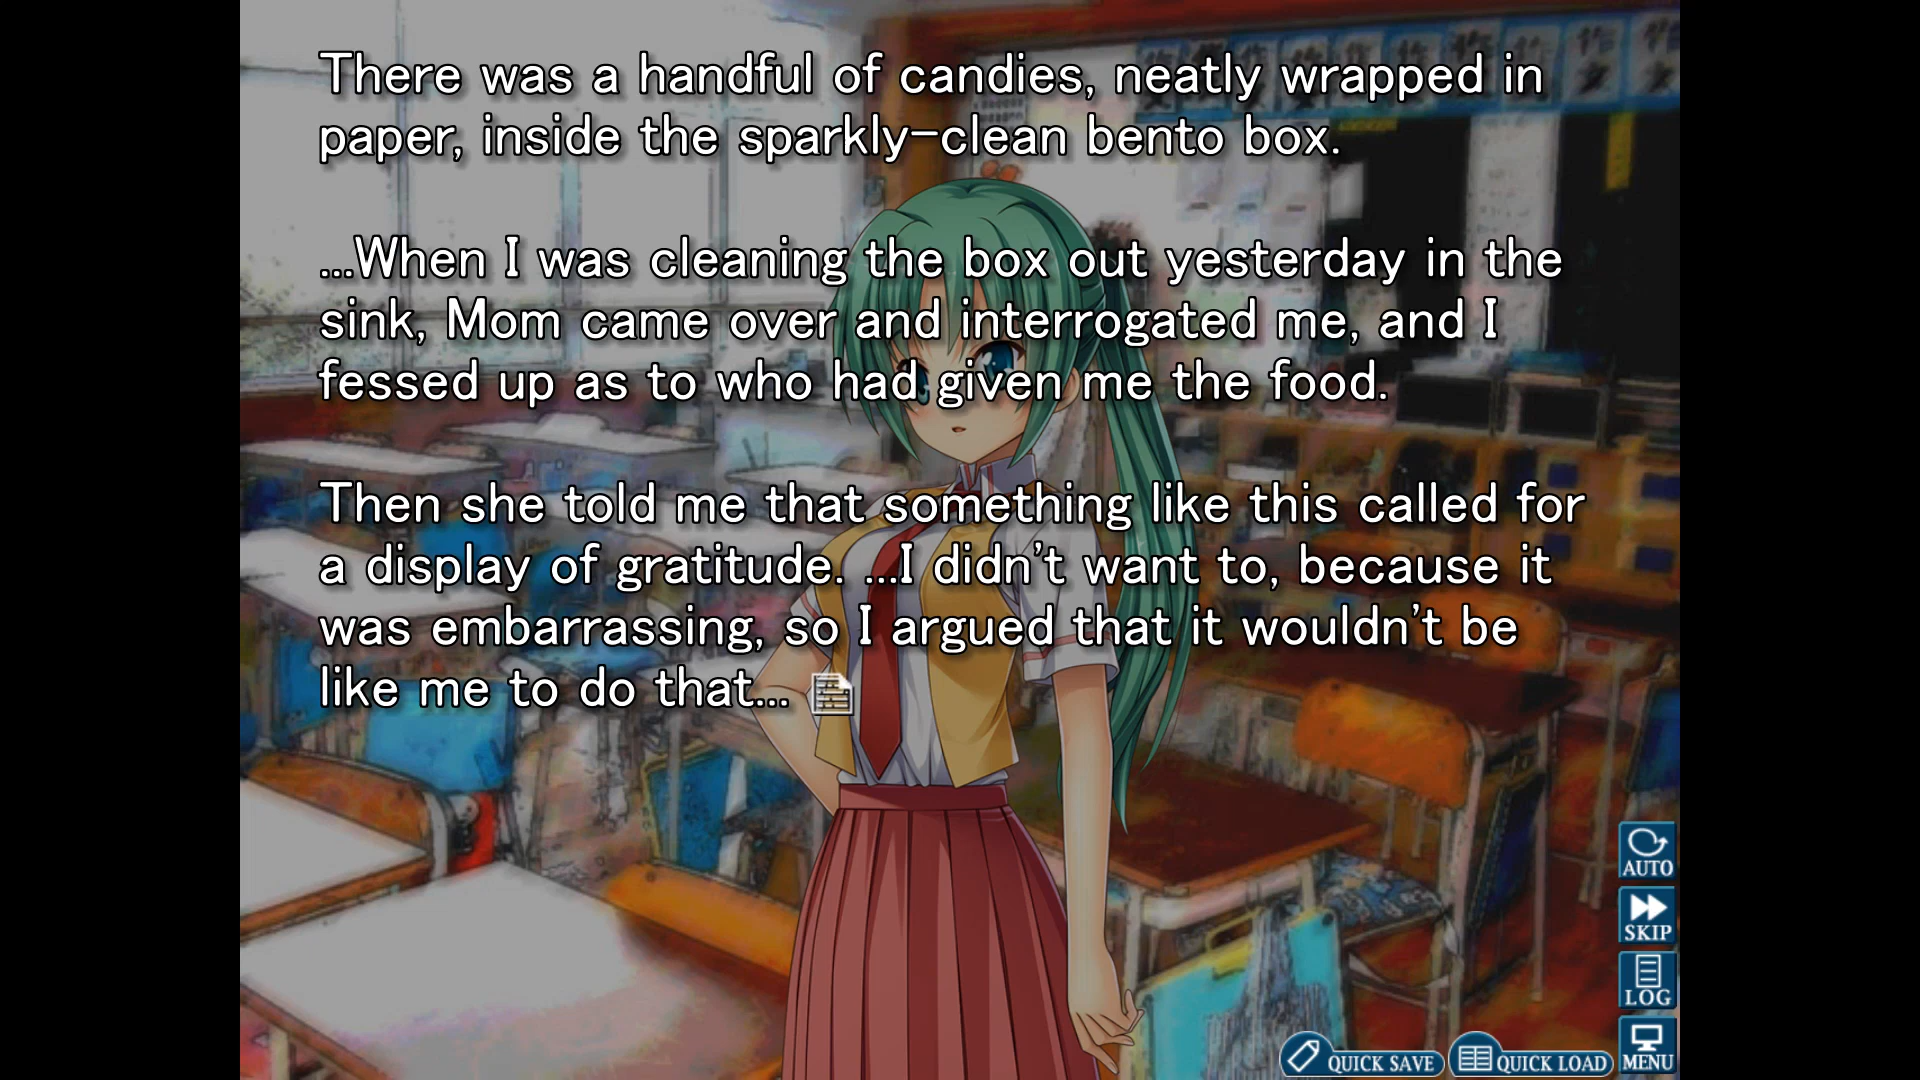 There was a handful of candies, neatly wrapped in
paper, inside the sparkly-clean bento box.
...When I was cleaning the box out yesterday in the
sink, Mom came over and interrogated me, and I
fessed up as to who had given me the food.
Then she told me that something like this called for
a display of gratitude. ...I didn't want to, because it
was embarrassing, so I argued that it wouldn't be
like me to do that...
AUTO
SKIP
LOG
MENU
QUICK SAVE
QUICK LOAD